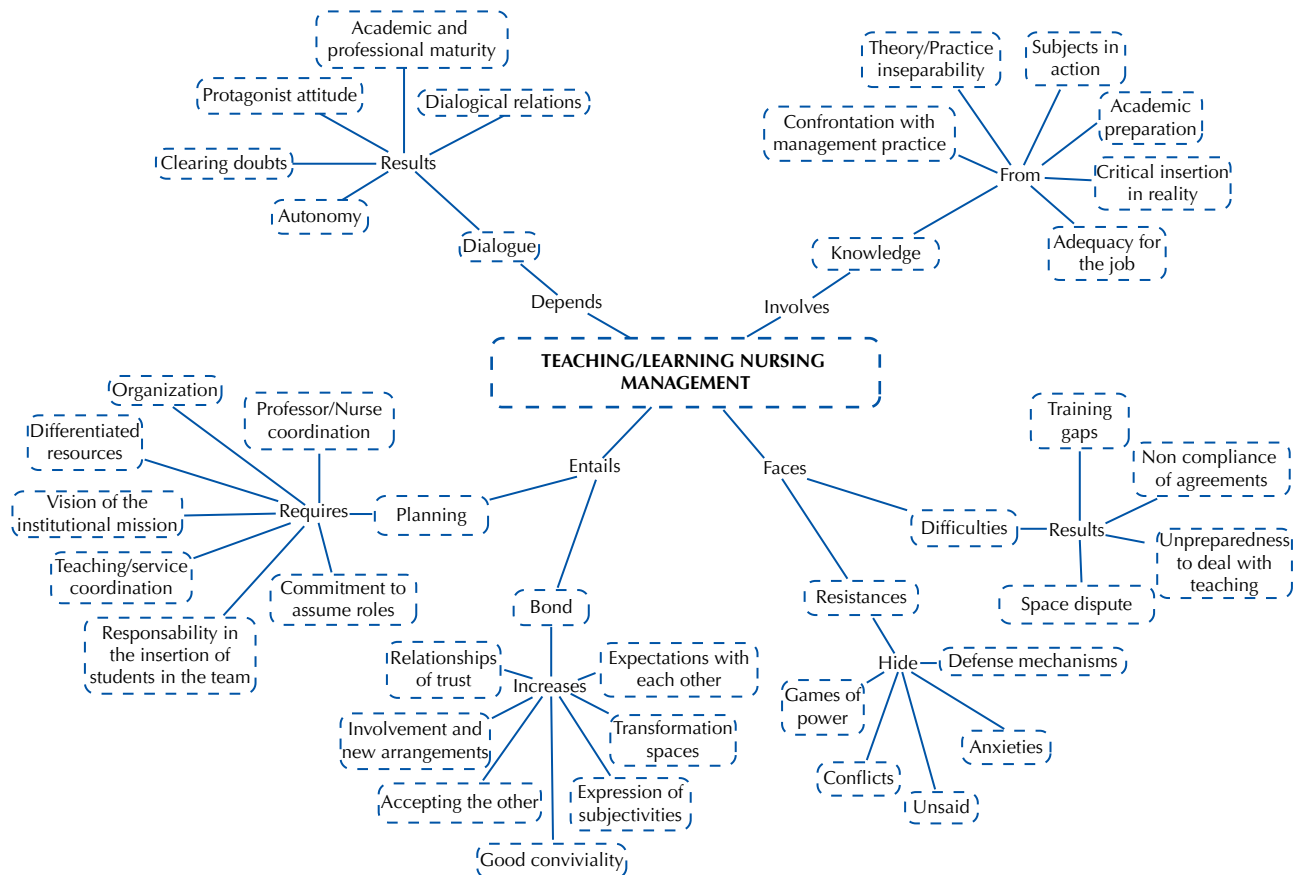 Academic and
professional maturity
Protagonist attitude
Dialogical relations
Clearing doubts
Results
Autonomy
Dialogue
Depends
Theory/Practice
inseparability
Subjects in
action
Confrontation with
management practice
Academic
preparation
From
Critical insertion
in reality
Knowledge
Adequacy for
the job
Involves
TEACHING/LEARNING NURSING
MANAGEMENT
Organization
Professor/Nurse
coordination
Differentiated
resources
Vision of the
institutional mission
Requires
Planning
Entails
Teaching/service
coordination
Commitment to
assume roles
Responsability in
the insertion of
students in the team
Bond
Relationships
of trust
Increases
Expectations with
each other
Involvement and
new arrangements
Transformation
spaces
Accepting the other
Expression of
subjectivities
Good conviviality
Faces
Training
gaps
Non compliance
of agreements
Difficulties
Results
Unpreparedness
to deal with
teaching
Space dispute
Resistances
Hide
Defense mechanisms
Games of
power
Anxieties
Conflicts
Unsaid